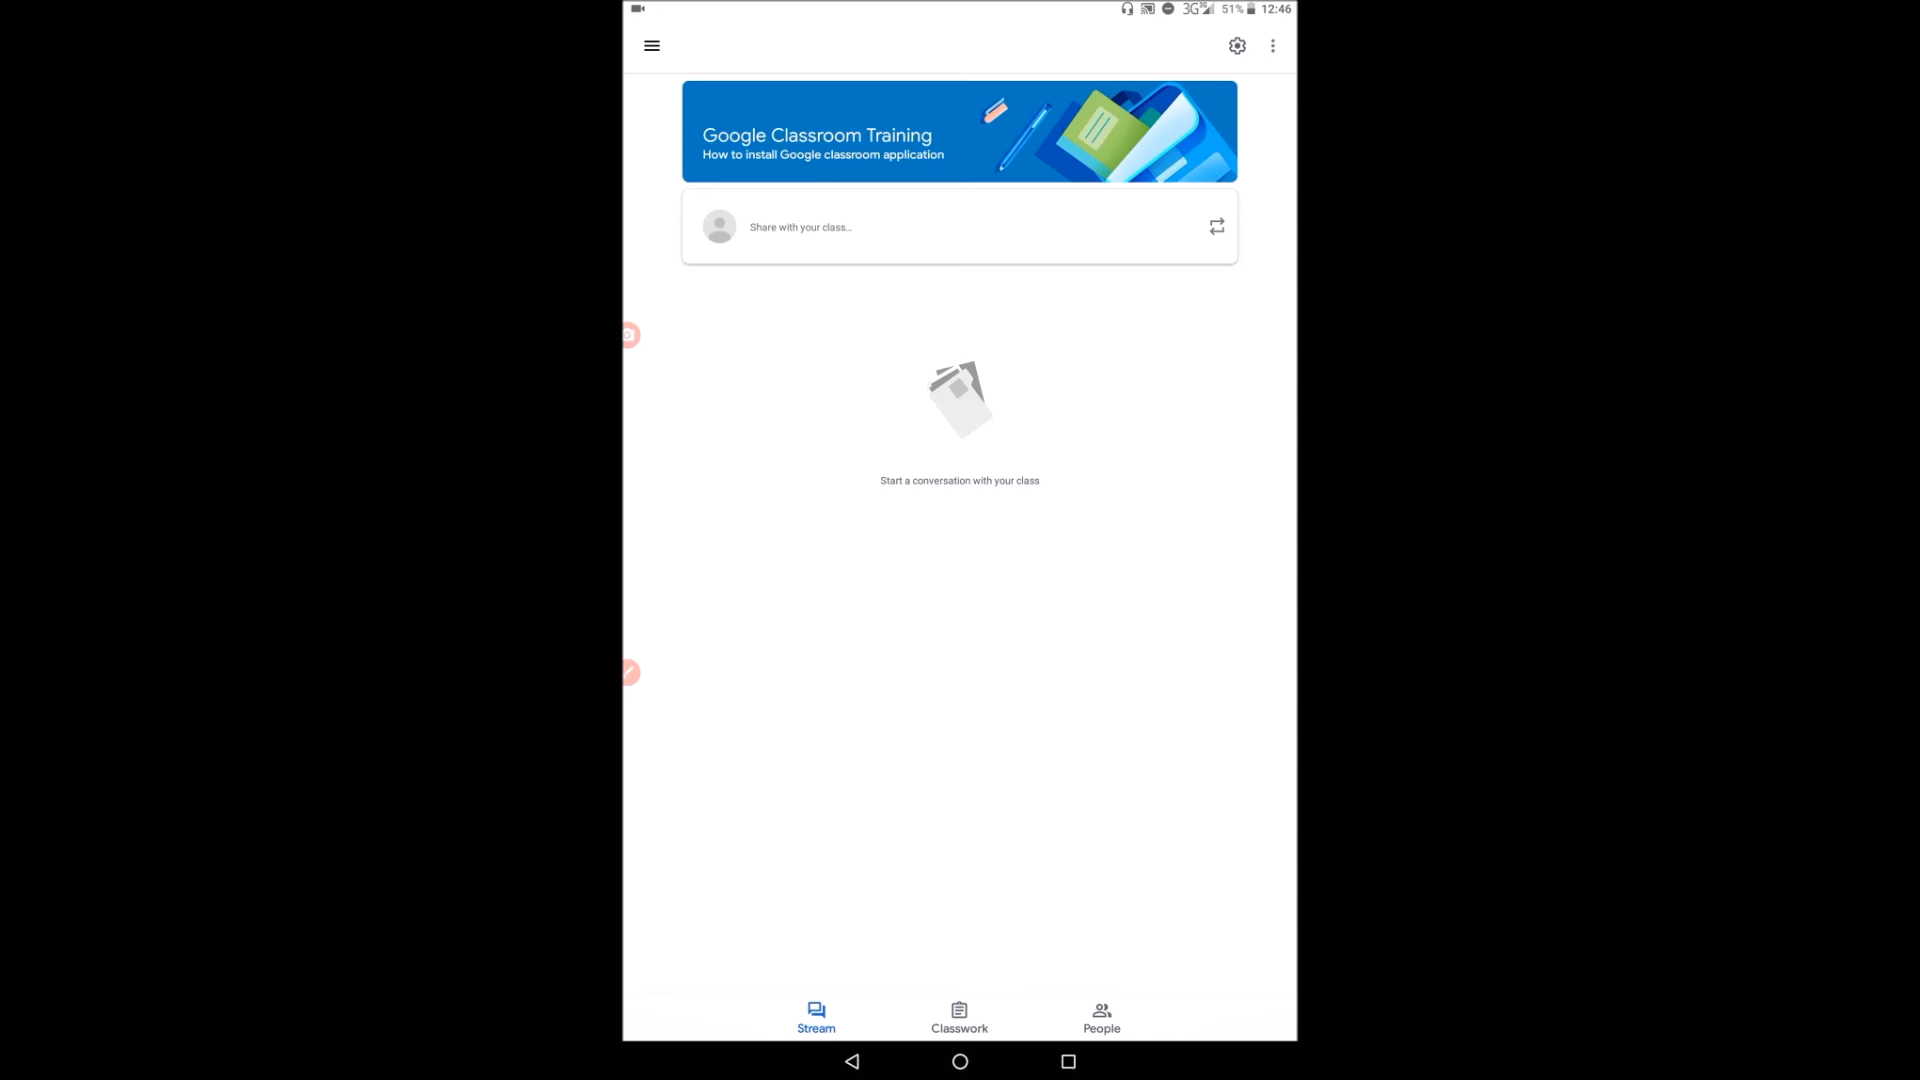 3G 3G 51% 12:46
Google Classroom Training
How to install Google classroom application
Share with your class...
Start a conversation with your class
Stream Classwork People